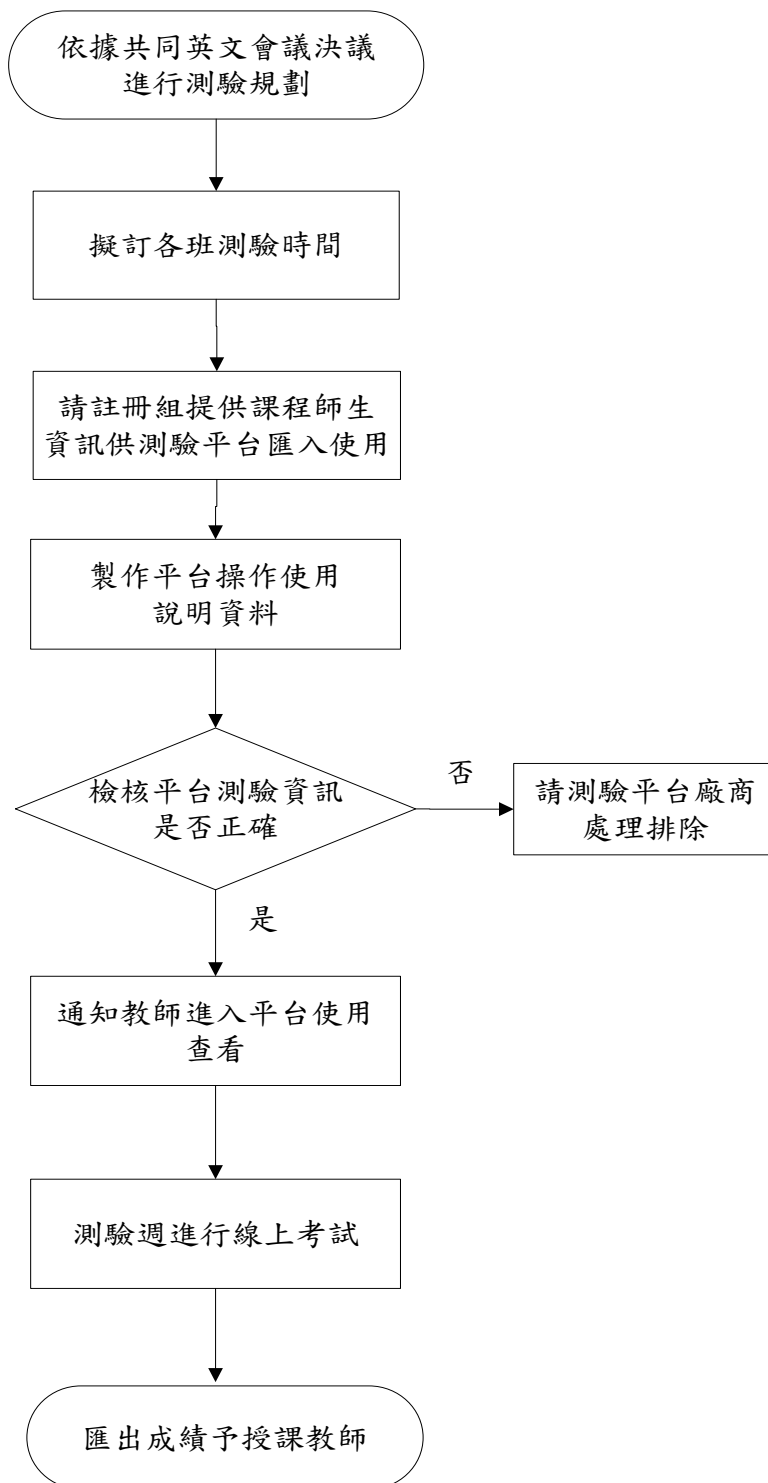 依據共同英文會議決議
進行測驗規劃
擬訂各班測驗時間
請註冊組提供課程師生
資訊供測驗平台匯入使用
製作平台操作使用
說明資料
檢核平台測驗資訊
是否正確
否
請測驗平台廠商
處理排除
是
通知教師進入平台使用
查看
測驗週進行線上考試
匯出成績予授課教師